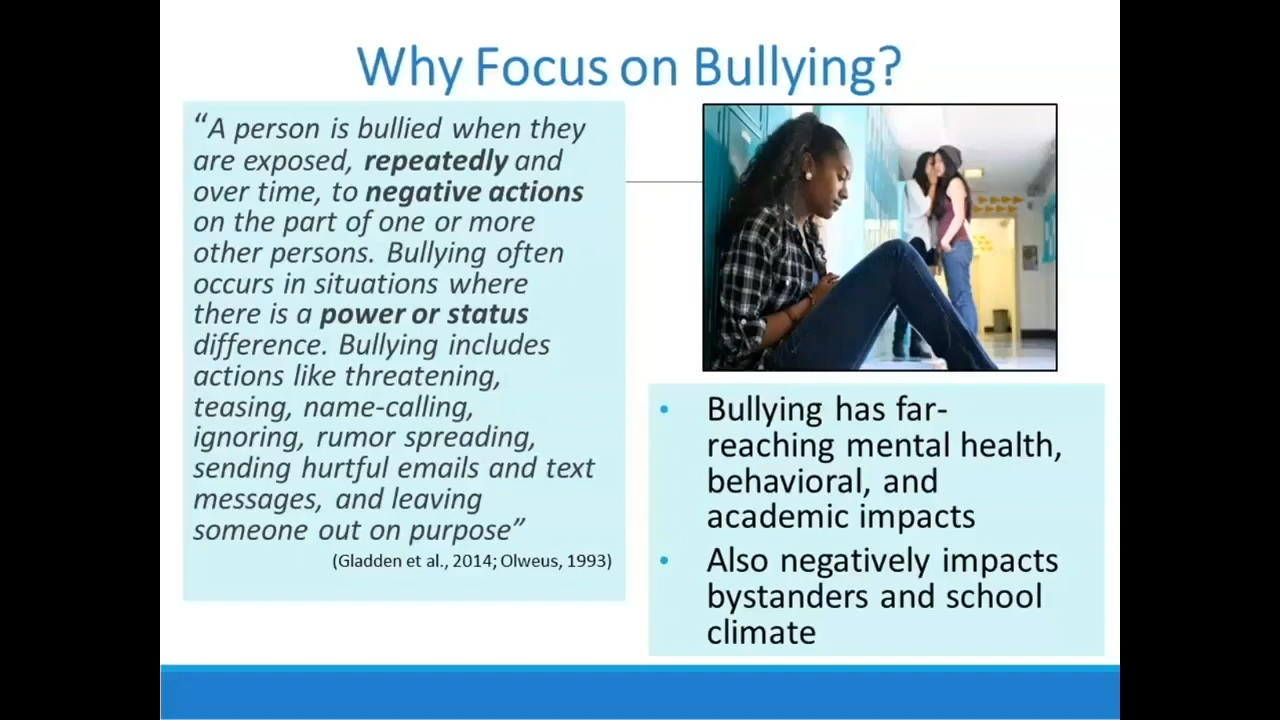 Why Focus on Bullying?
“A person is bullied when they
are exposed, repeatedly and
over time, to negative actions
on the part of one or more
other persons. Bullying often
occurs in situations where
there is a power or status
difference. Bullying includes
actions like threatening,
teasing, name-calling,
ignoring, rumor spreading,
sending hurtful emails and text
messages, and leaving
someone out on purpose”
(Gladden et al., 2014; Olweus, 1993)
• Bullying has far-
reaching mental health,
behavioral, and
academic impacts
• Also negatively impacts
bystanders and school
climate